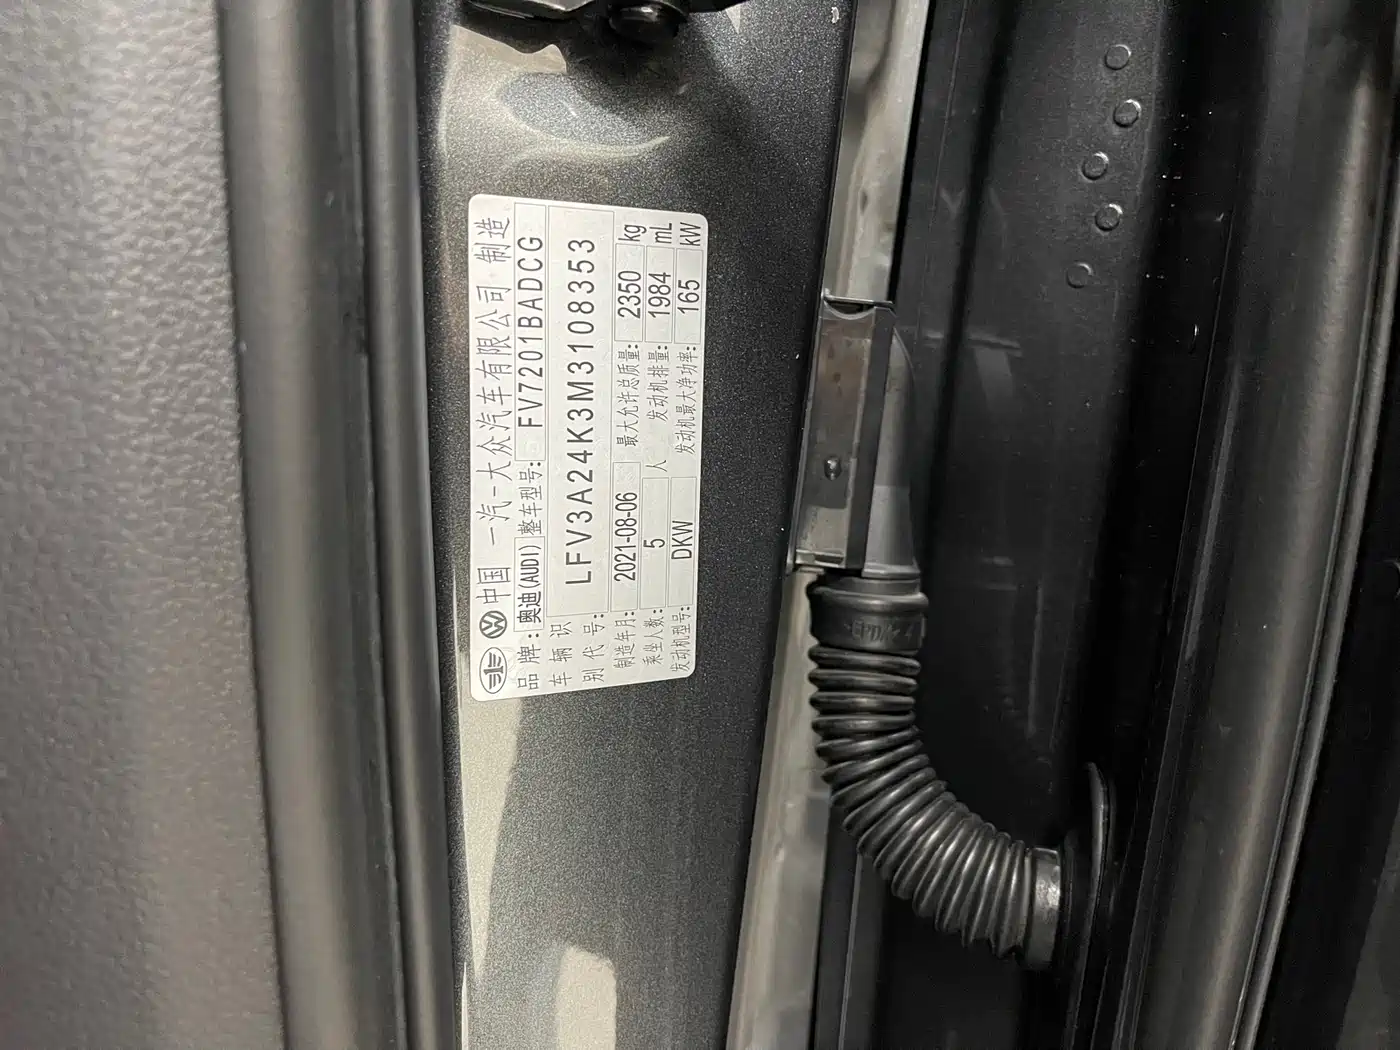 中国 一汽-大众汽车有限公司 制造
品 牌: 奥迪(AUDI) 整车型号: FV7201BADCG
车 辆 识
别 代 号: LFV3A24K3M3108353
制造年月: 2021-08-06 最大允许总质量: 2350 kg
乘坐人数: 5 人 发动机排量: 1984 mL
发动机型号: DKW 发动机最大净功率: 165 kW